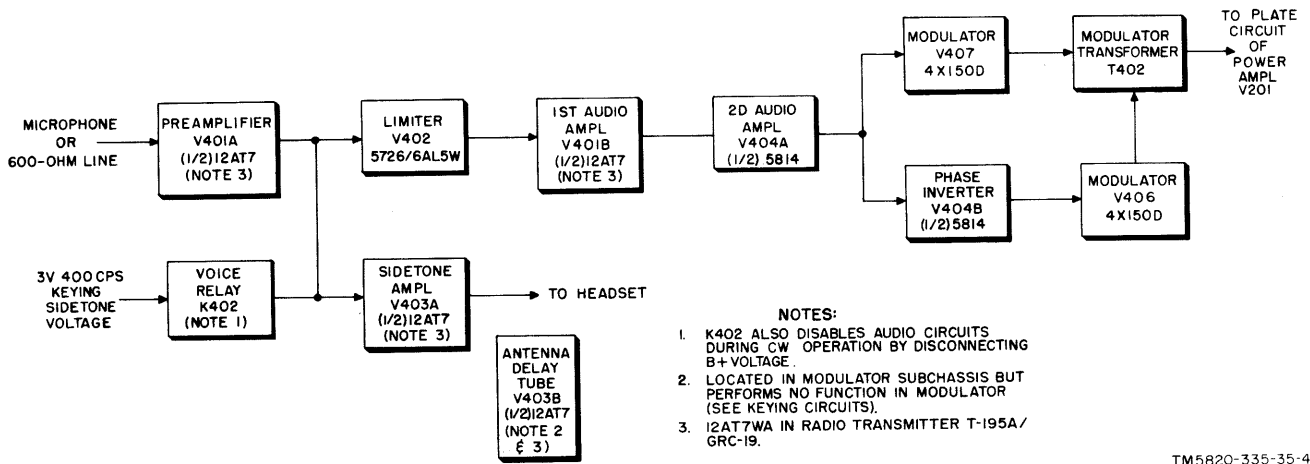 MICROPHONE
OR
600-OHM LINE
PREAMPLIFIER
V401A
(1/2)12AT7
(NOTE 3)
LIMITER
V402
5726/6AL5W
1ST AUDIO
AMPL
V401B
(1/2)12AT7
(NOTE 3)
2D AUDIO
AMPL
V404A
(1/2) 5814
MODULATOR
V407
4X150D
MODULATOR
TRANSFORMER
T402
TO PLATE
CIRCUIT
OF
POWER
AMPL
V201
PHASE
INVERTER
V404B
(1/2)5814
MODULATOR
V406
4X150D
3V 400CPS
KEYING
SIDETONE
VOLTAGE
VOICE
RELAY
K402
(NOTE 1)
SIDETONE
AMPL
V403A
(1/2)12AT7
(NOTE 3)
TO HEADSET
ANTENNA
DELAY
TUBE
V403B
(1/2)12AT7
(NOTE 2
& 3)
NOTES:
1. K402 ALSO DISABLES AUDIO CIRCUITS
DURING CW OPERATION BY DISCONNECTING
B+ VOLTAGE.
2. LOCATED IN MODULATOR SUBCHASSIS BUT
PERFORMS NO FUNCTION IN MODULATOR
(SEE KEYING CIRCUITS).
3. 12AT7WA IN RADIO TRANSMITTER T-195A/
GRC-19.
TM5820-335-35-4